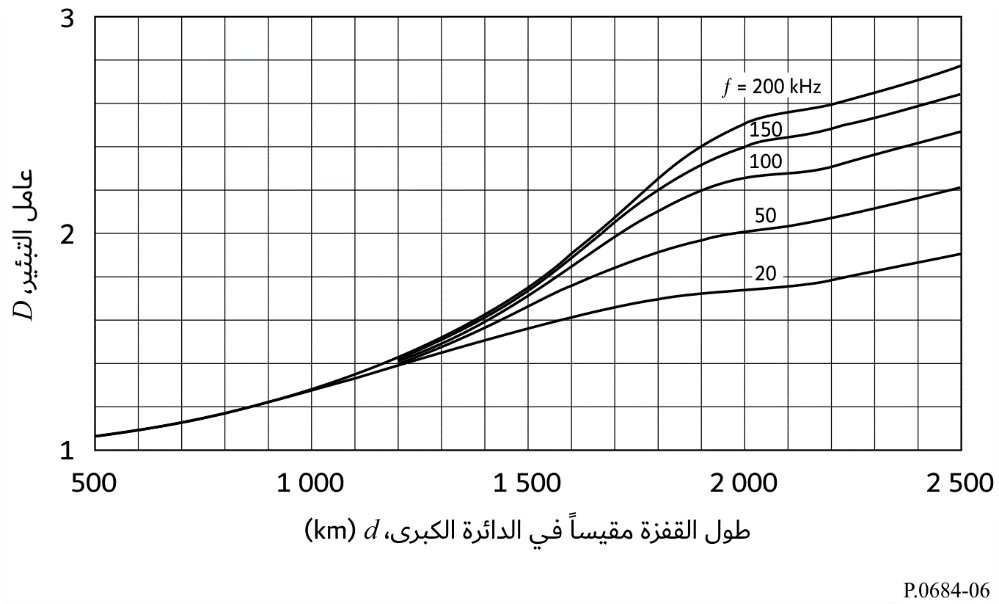 3
f = 200 kHz
150
100
50
20
2
عامل التبئير، D
1
500 1 000 1 500 2 000 2 500
طول القفزة مقيساً في الدائرة الكبرى، d (km)
P.0684-06